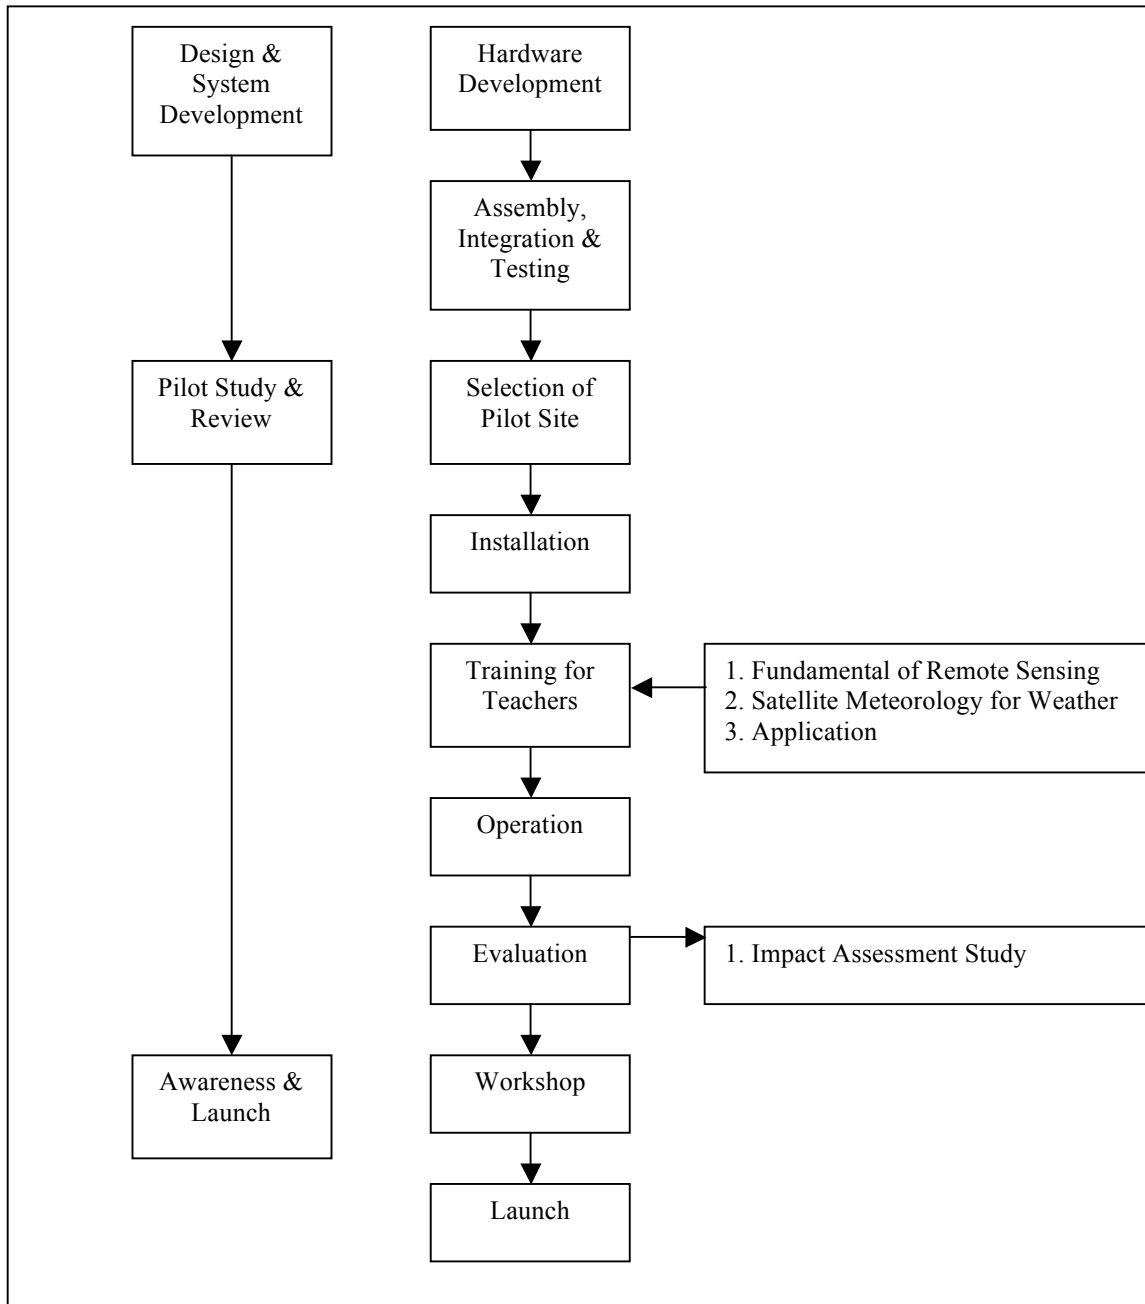 Design &
System
Development
Hardware
Development
Assembly,
Integration &
Testing
Pilot Study &
Review
Selection of
Pilot Site
Installation
Training for
Teachers
1. Fundamental of Remote Sensing
2. Satellite Meteorology for Weather
3. Application
Operation
Evaluation
1. Impact Assessment Study
Awareness &
Launch
Workshop
Launch